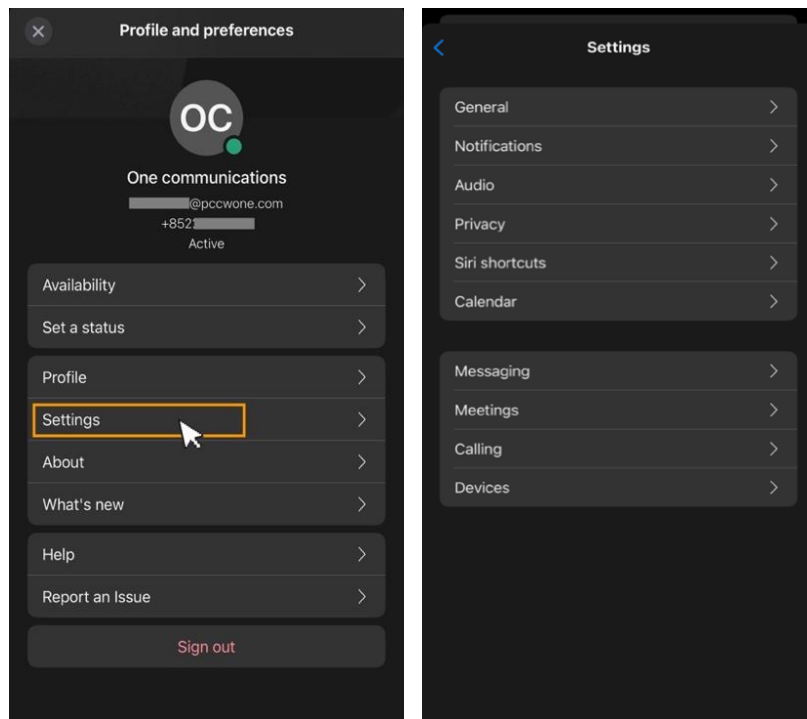 Profile and preferences
OC
One communications
@pccwone.com
+852
Active
Availability
Set a status
Profile
Settings
About
What's new
Help
Report an Issue
Sign out
Settings
General
Notifications
Audio
Privacy
Siri shortcuts
Calendar
Messaging
Meetings
Calling
Devices